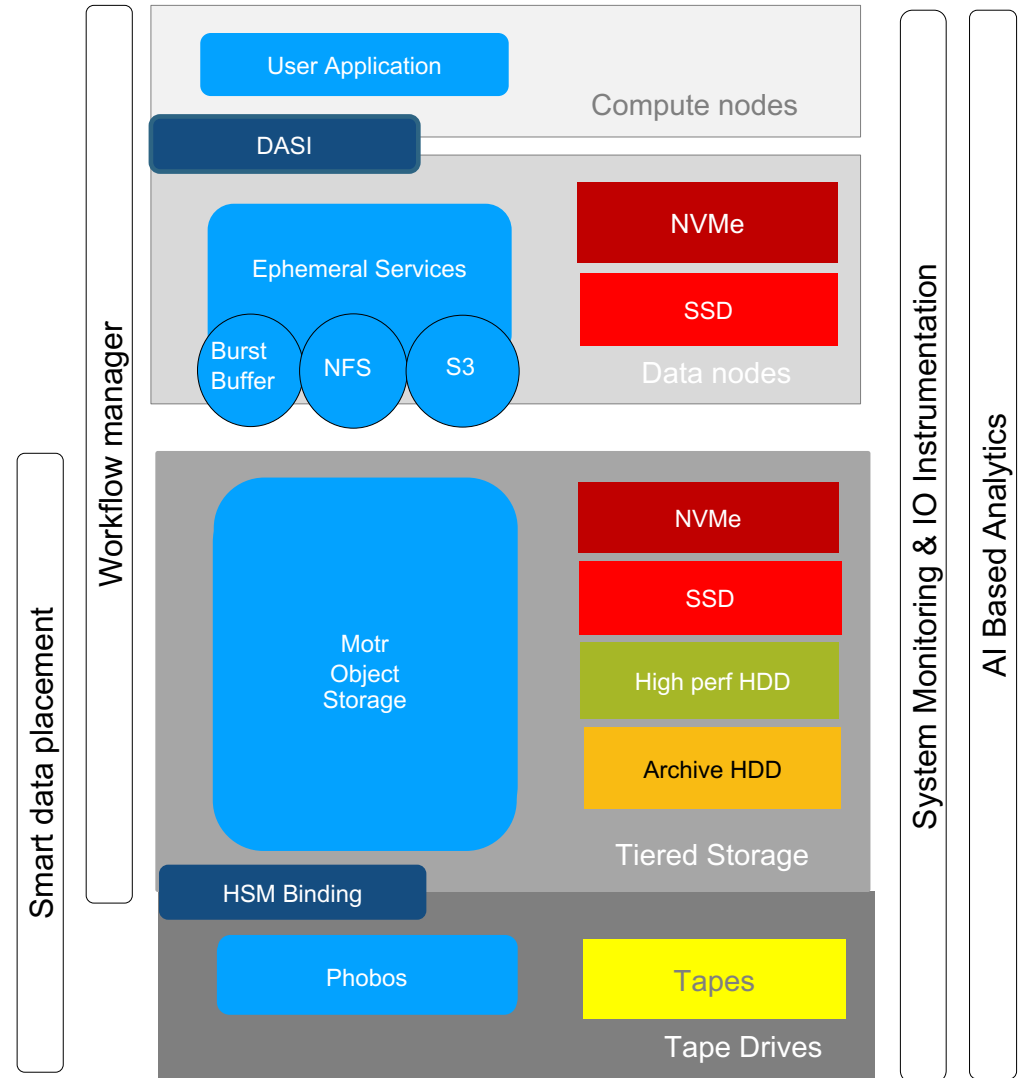 User Application
Compute nodes
DASI
Ephemeral Services
Burst
Buffer
NFS
S3
NVMe
SSD
Data nodes
Motr
Object
Storage
NVMe
SSD
High perf HDD
Archive HDD
Tiered Storage
HSM Binding
Phobos
Tapes
Tape Drives
Smart data placement
Workflow manager
System Monitoring & IO Instrumentation
AI Based Analytics